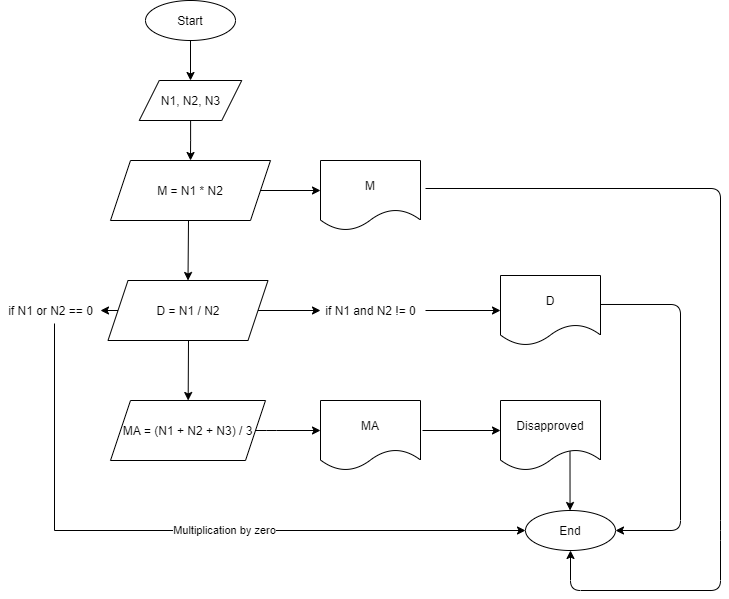 Start
N1, N2, N3
M = N1 * N2
M
if N1 or N2 == 0
D = N1 / N2
if N1 and N2 != 0
D
MA = (N1 + N2 + N3) / 3
MA
Disapproved
Multiplication by zero
End